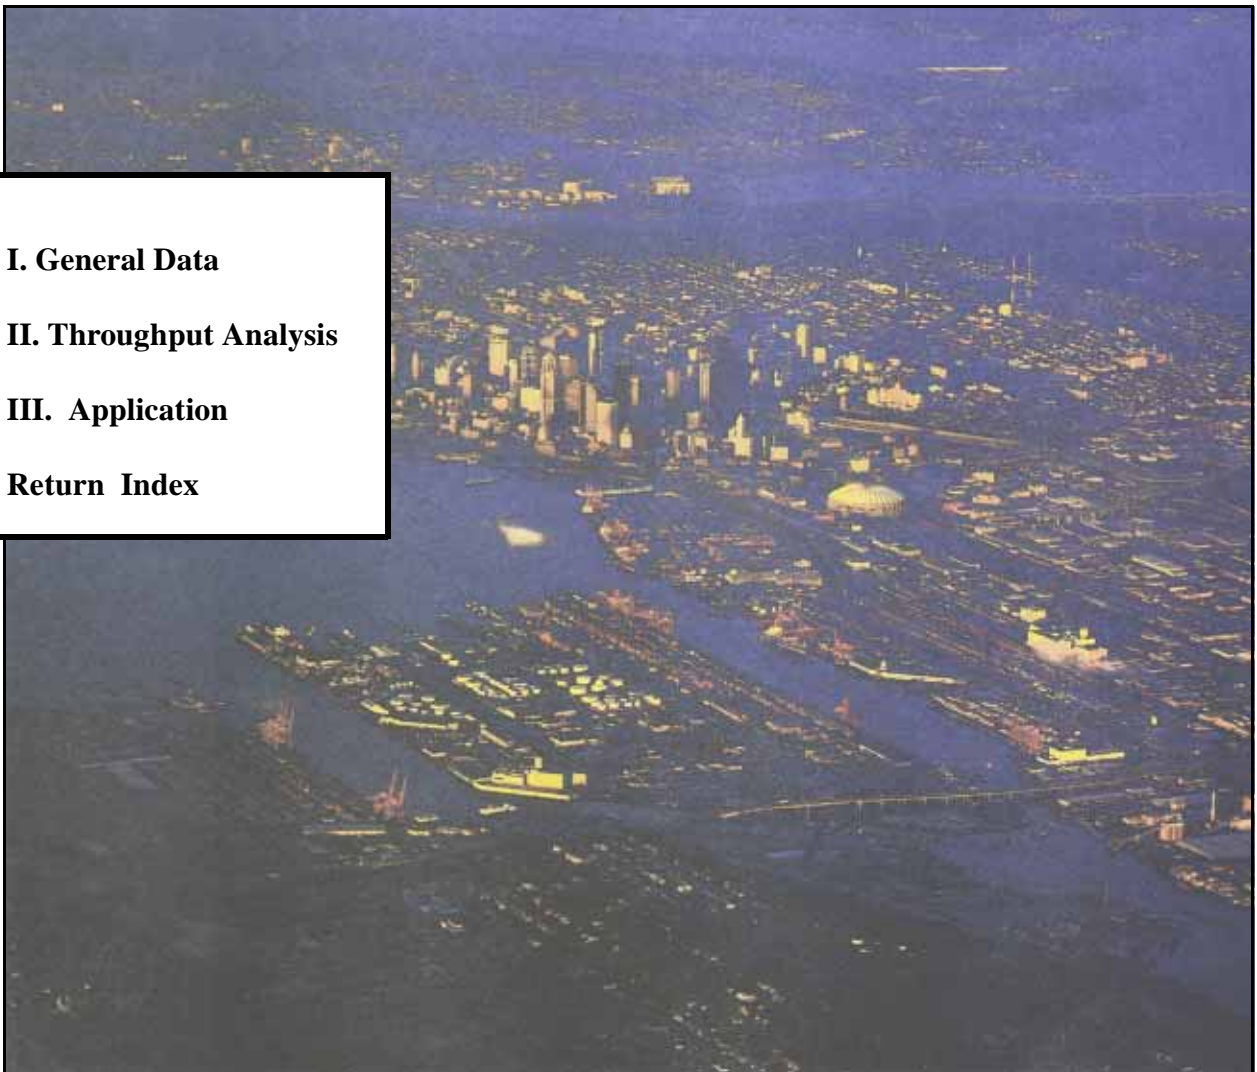 I. General Data
II. Throughput Analysis
III. Application
Return Index